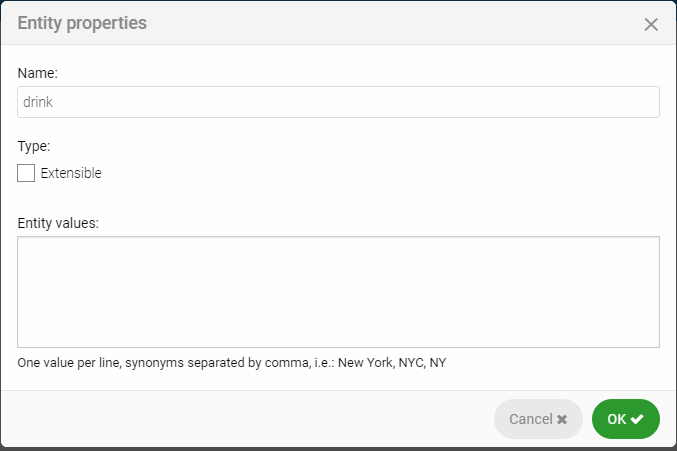 Entity properties
Name:
drink
Type:
Extensible
Entity values:
One value per line, synonyms separated by comma, i.e.: New York, NYC, NY
Cancel
OK